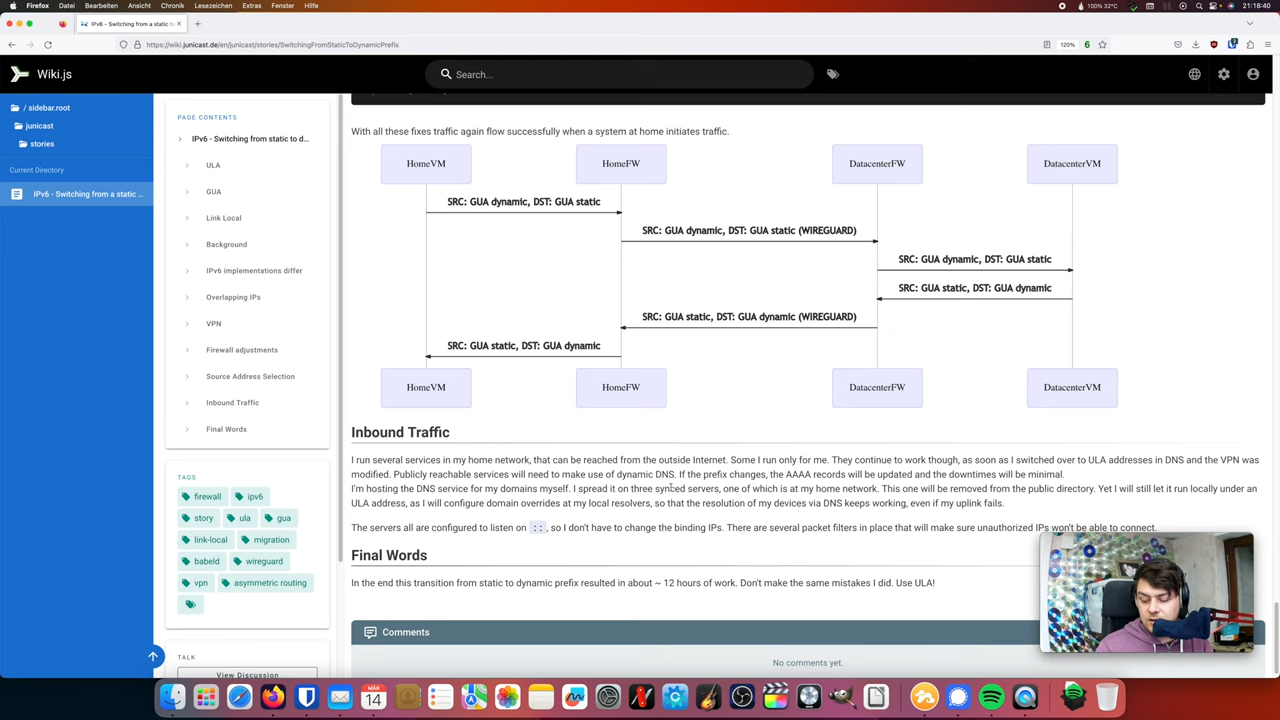 Firefox Datei Bearbeiten Ansicht Chronik Lesezeichen Extras Fenster Hilfe 100% 32°C 21:18:40
IPv6 - Switching from a static to
https://wiki.junicast.de/en/junicast/stories/SwitchingFromStaticToDynamicPrefix 120% 6
Wiki.js
Search...
/ sidebar.root
junicast
stories
Current Directory
IPv6 - Switching from a static ...
PAGE CONTENTS
IPv6 - Switching from static to d...
ULA
GUA
Link Local
Background
IPv6 implementations differ
Overlapping IPs
VPN
Firewall adjustments
Source Address Selection
Inbound Traffic
Final Words
TAGS
firewall ipv6
story ula gua
link-local migration
babeld wireguard
vpn asymmetric routing
TALK
View Discussion
With all these fixes traffic again flow successfully when a system at home initiates traffic.
HomeVM HomeFW DatacenterFW DatacenterVM
SRC: GUA dynamic, DST: GUA static
SRC: GUA dynamic, DST: GUA static (WIREGUARD)
SRC: GUA dynamic, DST: GUA static
SRC: GUA static, DST: GUA dynamic
SRC: GUA static, DST: GUA dynamic (WIREGUARD)
SRC: GUA static, DST: GUA dynamic
HomeVM HomeFW DatacenterFW DatacenterVM
Inbound Traffic
I run several services in my home network, that can be reached from the outside Internet. Some I run only for me. They continue to work though, as soon as I switched over to ULA addresses in DNS and the VPN was
modified. Publicly reachable services will need to make use of dynamic DNS. If the prefix changes, the AAAA records will be updated and the downtimes will be minimal.
I'm hosting the DNS service for my domains myself. I spread it on three synced servers, one of which is at my home network. This one will be removed from the public directory. Yet I will still let it run locally under an
ULA address, as I will configure domain overrides at my local resolvers, so that the resolution of my devices via DNS keeps working, even if my uplink fails.
The servers all are configured to listen on :: , so I don't have to change the binding IPs. There are several packet filters in place that will make sure unauthorized IPs won't be able to connect.
Final Words
In the end this transition from static to dynamic prefix resulted in about ~ 12 hours of work. Don't make the same mistakes I did. Use ULA!
Comments
No comments yet.
MÄR
14